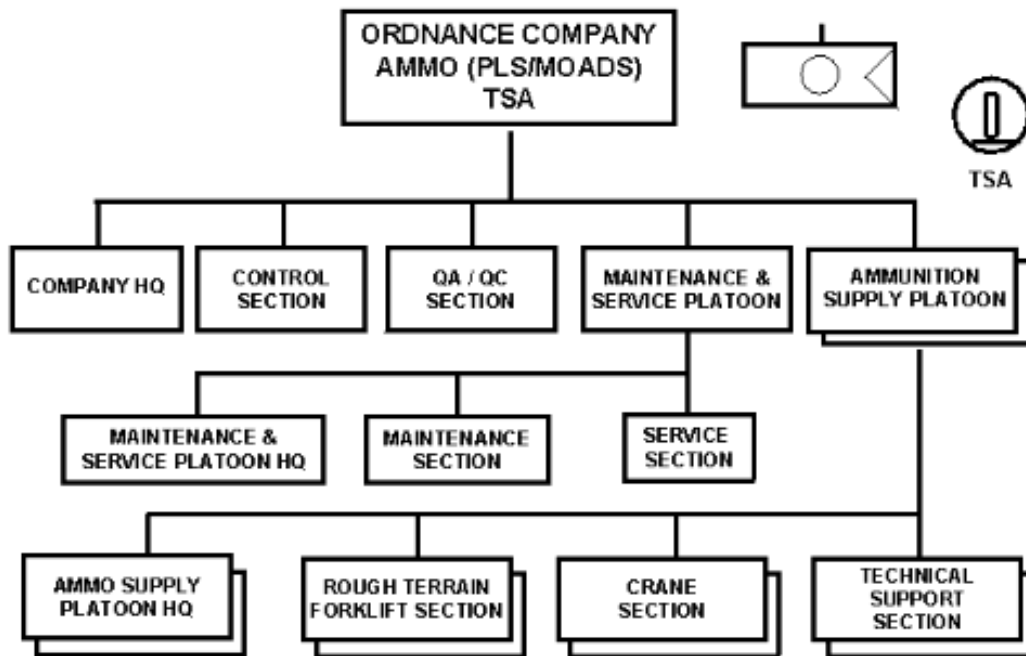 ORDNANCE COMPANY
AMMO (PLS/MOADS)
TSA
TSA
COMPANY HQ
CONTROL
SECTION
QA / QC
SECTION
MAINTENANCE &
SERVICE PLATOON
AMMUNITION
SUPPLY PLATOON
MAINTENANCE &
SERVICE PLATOON HQ
MAINTENANCE
SECTION
SERVICE
SECTION
AMMO SUPPLY
PLATOON HQ
ROUGH TERRAIN
FORKLIFT SECTION
CRANE
SECTION
TECHNICAL
SUPPORT
SECTION